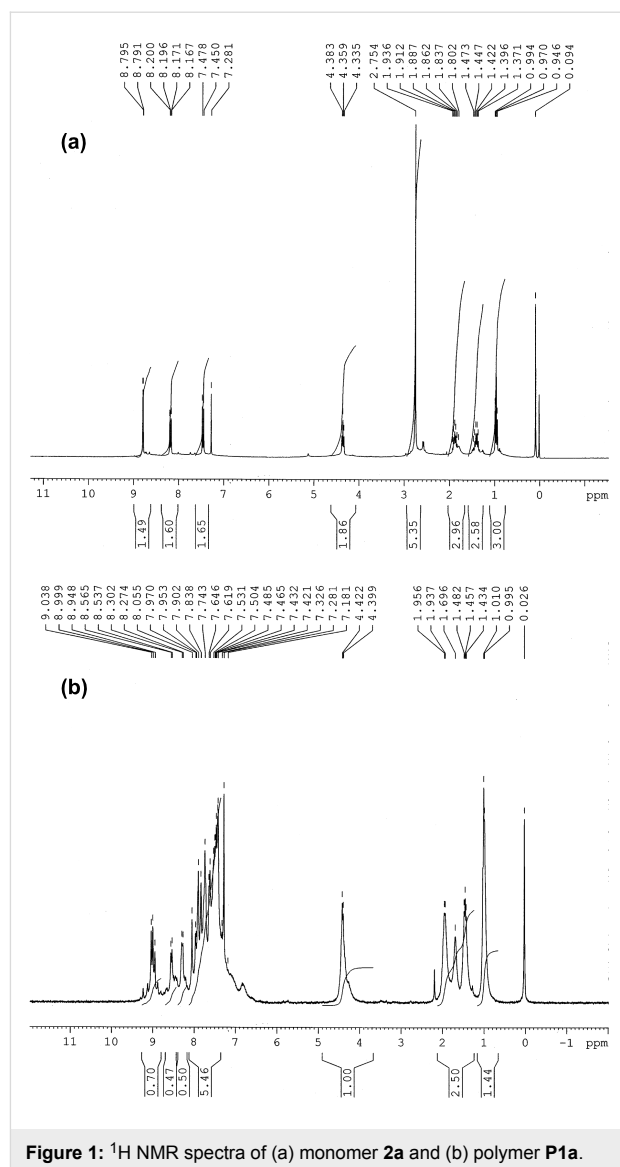 8.795 8.791 8.200 8.196 8.171 8.167 7.478 7.450 7.281 4.383 4.359 4.335 2.754 1.936 1.912 1.887 1.862 1.837 1.802 1.473 1.447 1.422 1.396 1.371 0.994 0.970 0.946 0.094
(a)
11 10 9 8 7 6 5 4 3 2 1 0 ppm
1.49 1.60 1.65 1.86 5.35 2.96 2.58 3.00
9.038 8.999 8.948 8.565 8.537 8.302 8.274 8.055 7.970 7.953 7.902 7.838 7.743 7.646 7.619 7.531 7.504 7.485 7.465 7.432 7.421 7.326 7.281 7.181 4.422 4.399 1.956 1.937 1.696 1.482 1.457 1.434 1.010 0.995 0.026
(b)
11 10 9 8 7 6 5 4 3 2 1 0 -1 ppm
0.70 0.47 0.50 5.46 1.00 2.50 1.44
Figure 1: ¹H NMR spectra of (a) monomer 2a and (b) polymer P1a.